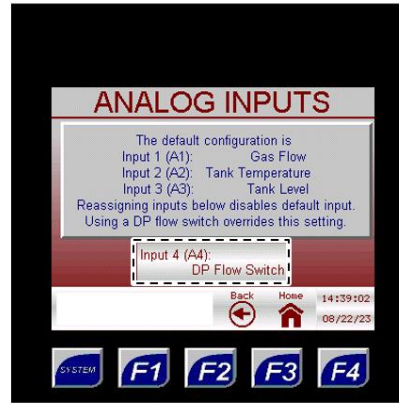 ANALOG INPUTS
The default configuration is
Input 1 (A1): Gas Flow
Input 2 (A2): Tank Temperature
Input 3 (A3): Tank Level
Reassigning inputs below disables default input.
Using a DP flow switch overrides this setting.
Input 4 (A4):
DP Flow Switch
Back Home 14:39:02
08/22/23
SYSTEM F1 F2 F3 F4